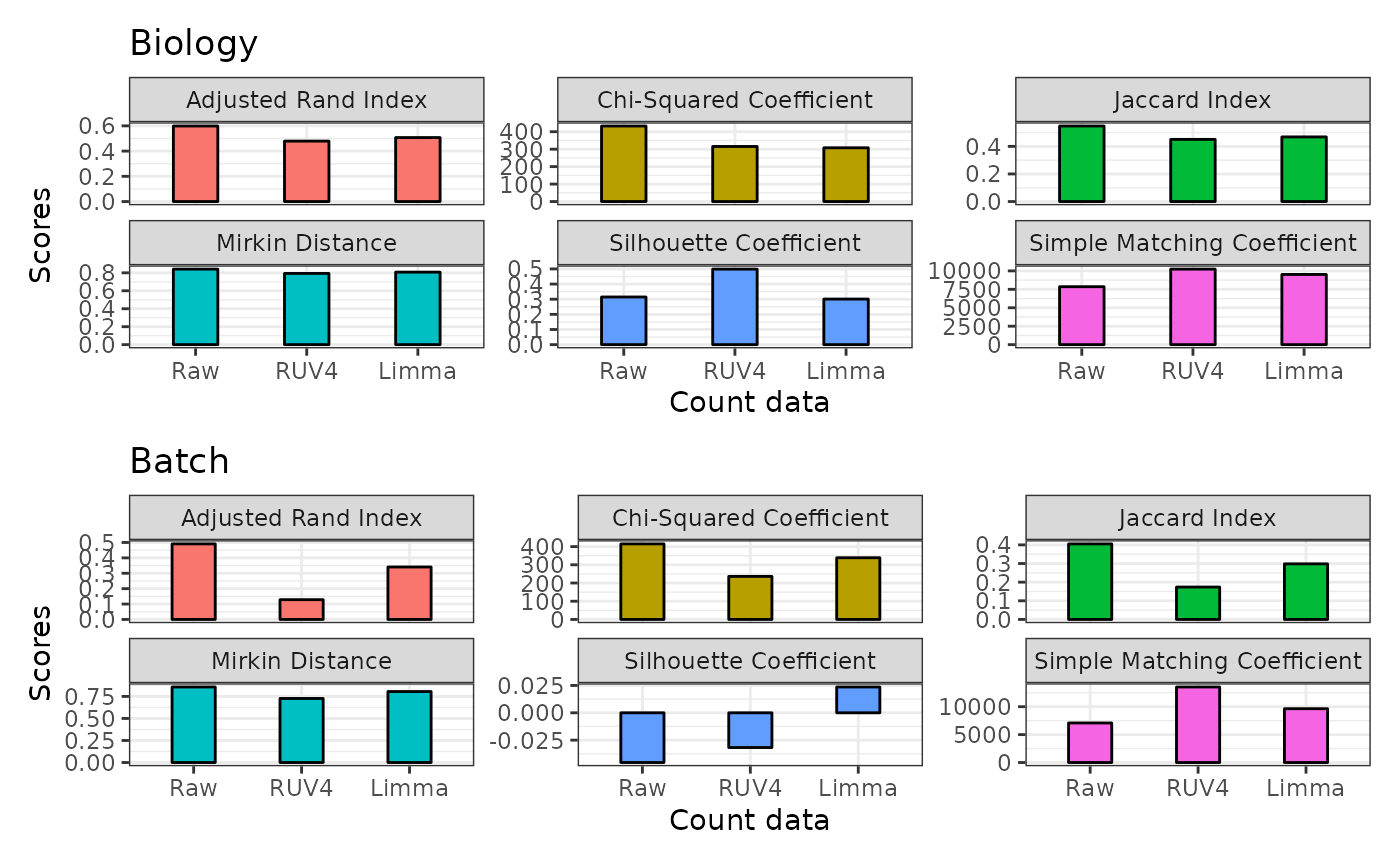 Biology
Adjusted Rand Index Chi-Squared Coefficient Jaccard Index
0.6 400
0.4 300 0.4
0.2 200 0.2
100
0.0 0 0.0
Scores
Mirkin Distance Silhouette Coefficient Simple Matching Coefficient
0.8 0.5 10000
0.6 0.4 7500
0.4 0.3 5000
0.2 0.2 2500
0.1
0.0 0.0 0
Raw RUV4 Limma Raw RUV4 Limma Raw RUV4 Limma
Count data
Batch
Adjusted Rand Index Chi-Squared Coefficient Jaccard Index
0.5 400 0.4
0.4 300 0.3
0.3 200 0.2
0.2 100 0.1
0.1
0.0 0 0.0
Scores
Mirkin Distance Silhouette Coefficient Simple Matching Coefficient
0.75 0.025 10000
0.50 0.000 5000
0.25 -0.025
0.00 0
Raw RUV4 Limma Raw RUV4 Limma Raw RUV4 Limma
Count data